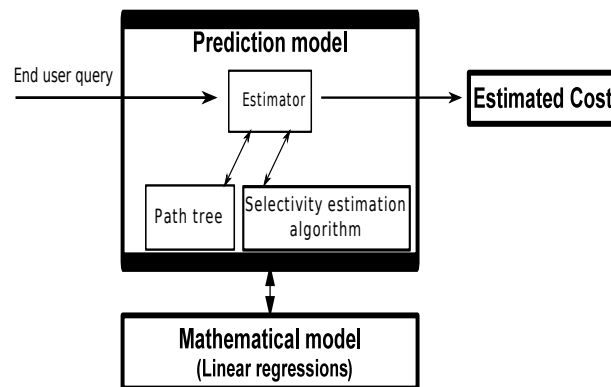 Prediction model
End user query
Estimator
Estimated Cost
Path tree
Selectivity estimation
algorithm
Mathematical model
(Linear regressions)